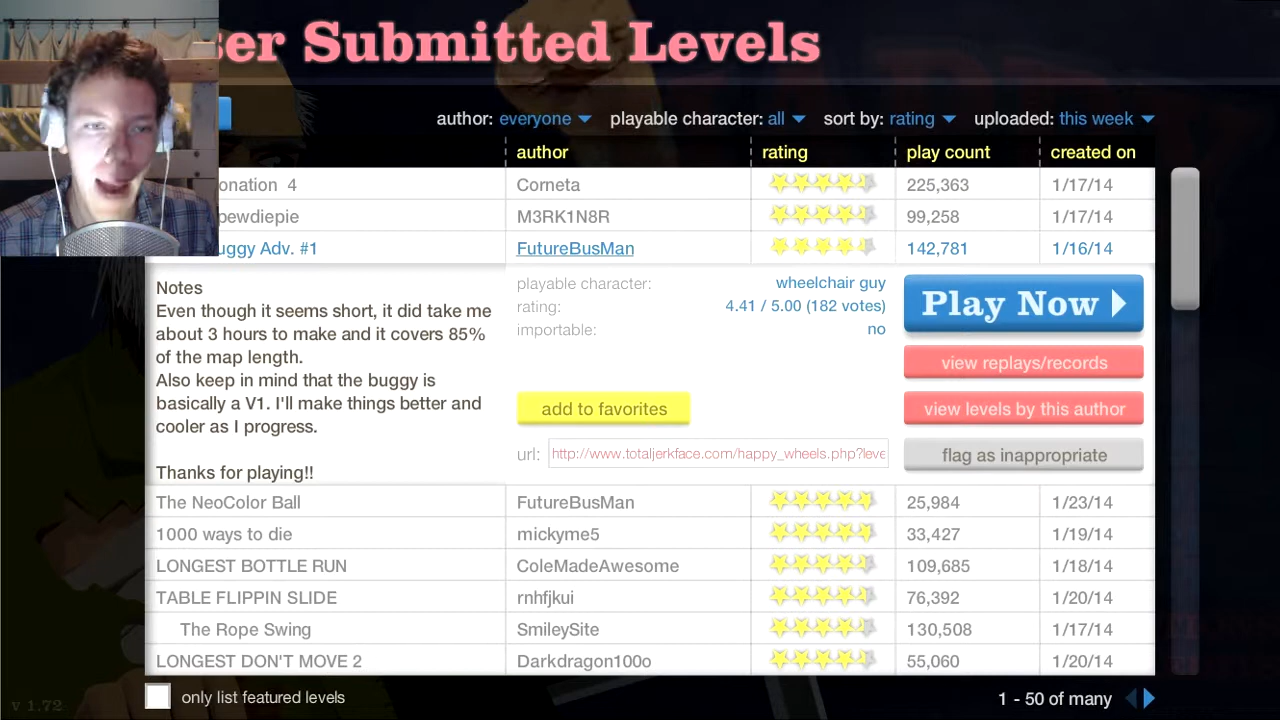 ser Submitted Levels
author: everyone playable character: all sort by: rating uploaded: this week
author rating play count created on
onation 4 Cometa 225,363 1/17/14
pewdiepie M3RK1N8R 99,258 1/17/14
uggy Adv. #1 FutureBusMan 142,781 1/16/14
Notes
Even though it seems short, it did take me
about 3 hours to make and it covers 85%
of the map length.
Also keep in mind that the buggy is
basically a V1. I'll make things better and
cooler as I progress.
Thanks for playing!!
playable character: wheelchair guy
rating: 4.41 / 5.00 (182 votes)
importable: no
add to favorites
url: http://www.totaljerkface.com/happy_wheels.php?leve
Play Now
view replays/records
view levels by this author
flag as inappropriate
The NeoColor Ball FutureBusMan 25,984 1/23/14
1000 ways to die mickyme5 33,427 1/19/14
LONGEST BOTTLE RUN ColeMadeAwesome 109,685 1/18/14
TABLE FLIPPIN SLIDE rnhfjkui 76,392 1/20/14
The Rope Swing SmileySite 130,508 1/17/14
LONGEST DON'T MOVE 2 Darkdragon100o 55,060 1/20/14
only list featured levels 1 - 50 of many
v 1.72